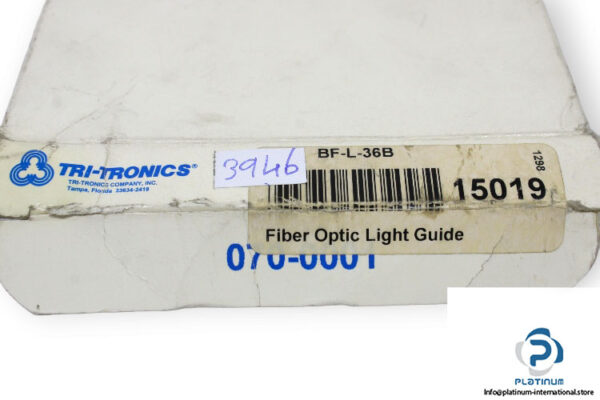 TRI-TRONICS®
TRI-TRONICS COMPANY, INC.
Tampa, Florida 33634-2419
3946
BF-L-36B
15019
1298
Fiber Optic Light Guide
070-0001
PLATINUM
Info@platinum-international.store